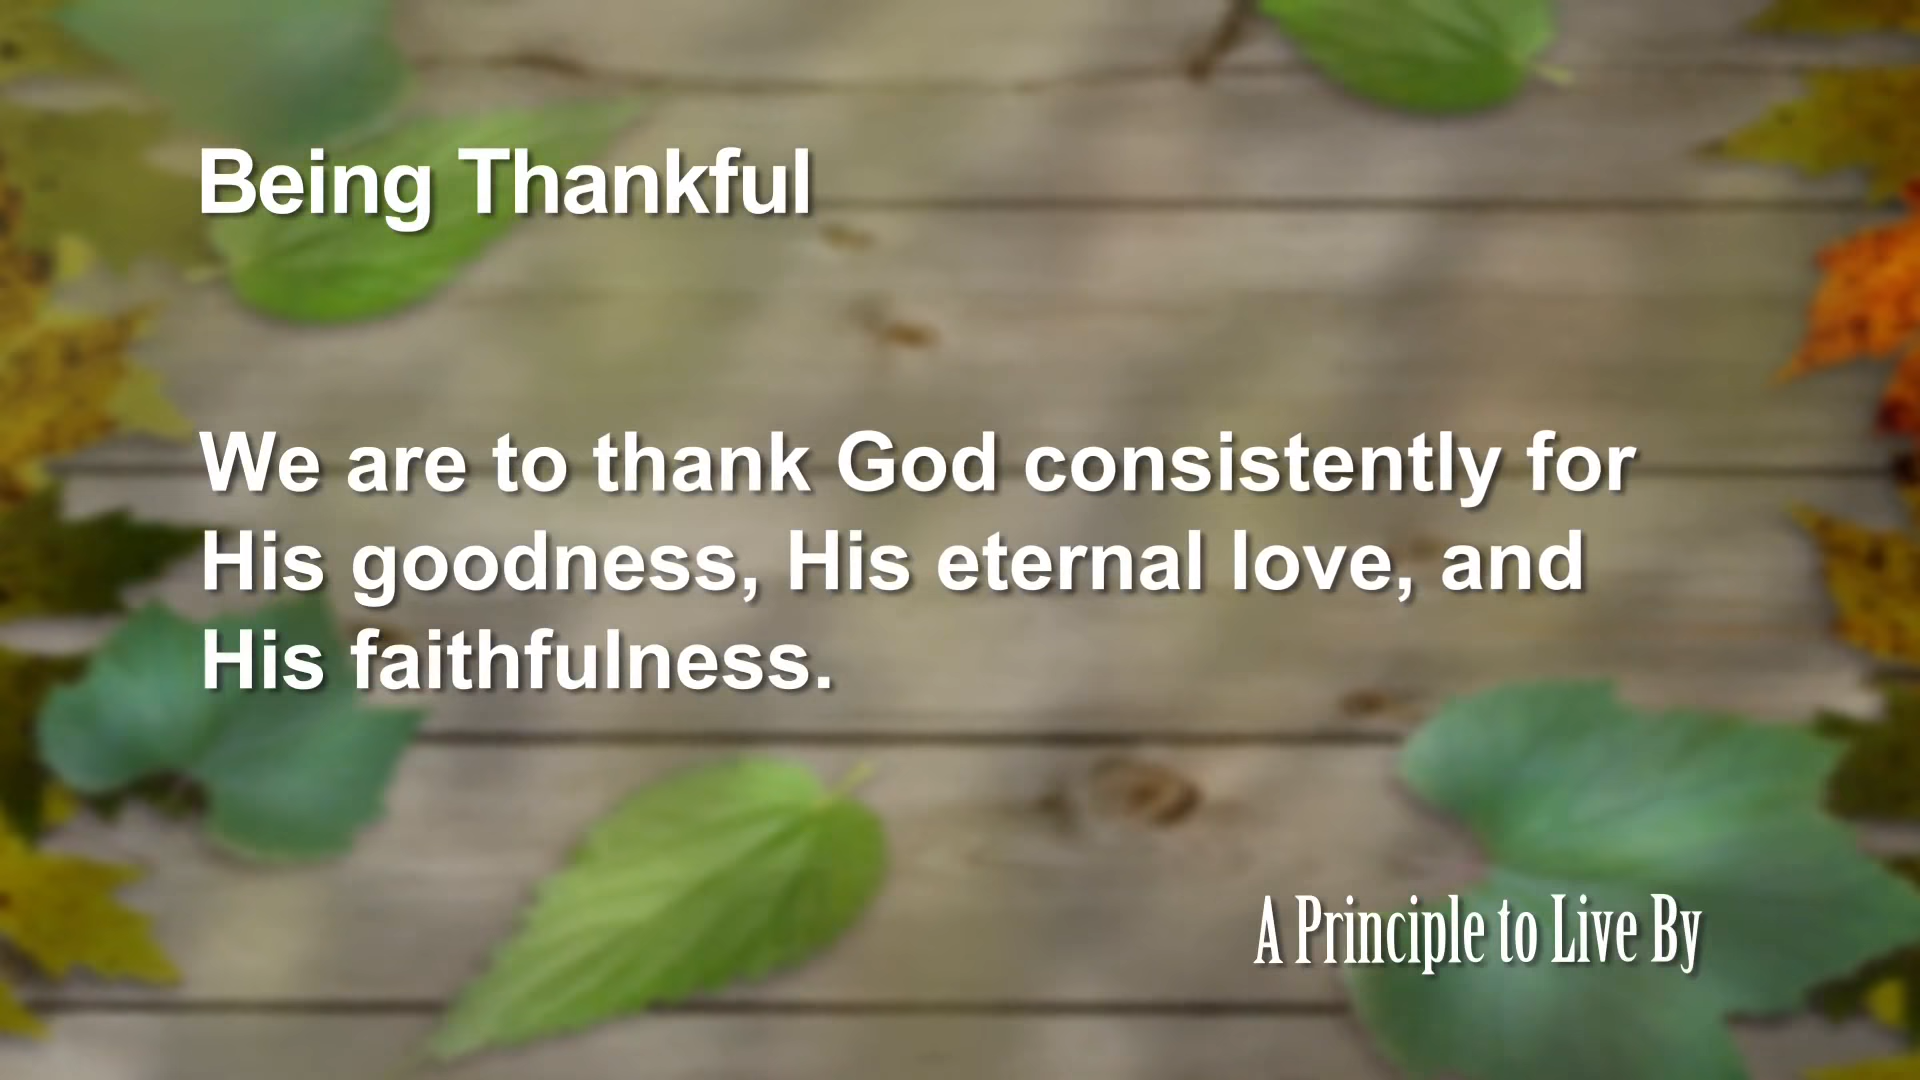 Being Thankful
We are to thank God consistently for
His goodness, His eternal love, and
His faithfulness.
A Principle to Live By